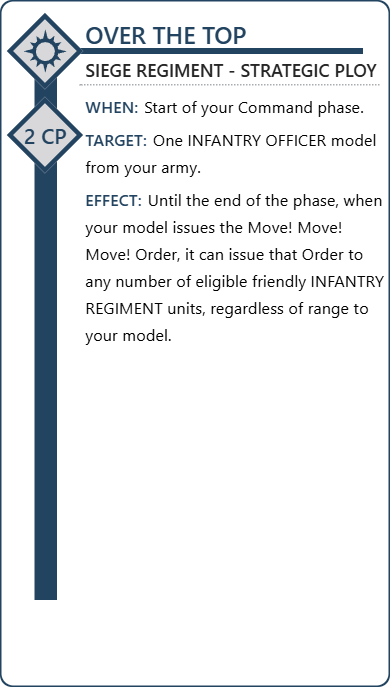 OVER THE TOP
SIEGE REGIMENT - STRATEGIC PLOY
2 CP
WHEN: Start of your Command phase.
TARGET: One INFANTRY OFFICER model
from your army.
EFFECT: Until the end of the phase, when
your model issues the Move! Move!
Move! Order, it can issue that Order to
any number of eligible friendly INFANTRY
REGIMENT units, regardless of range to
your model.